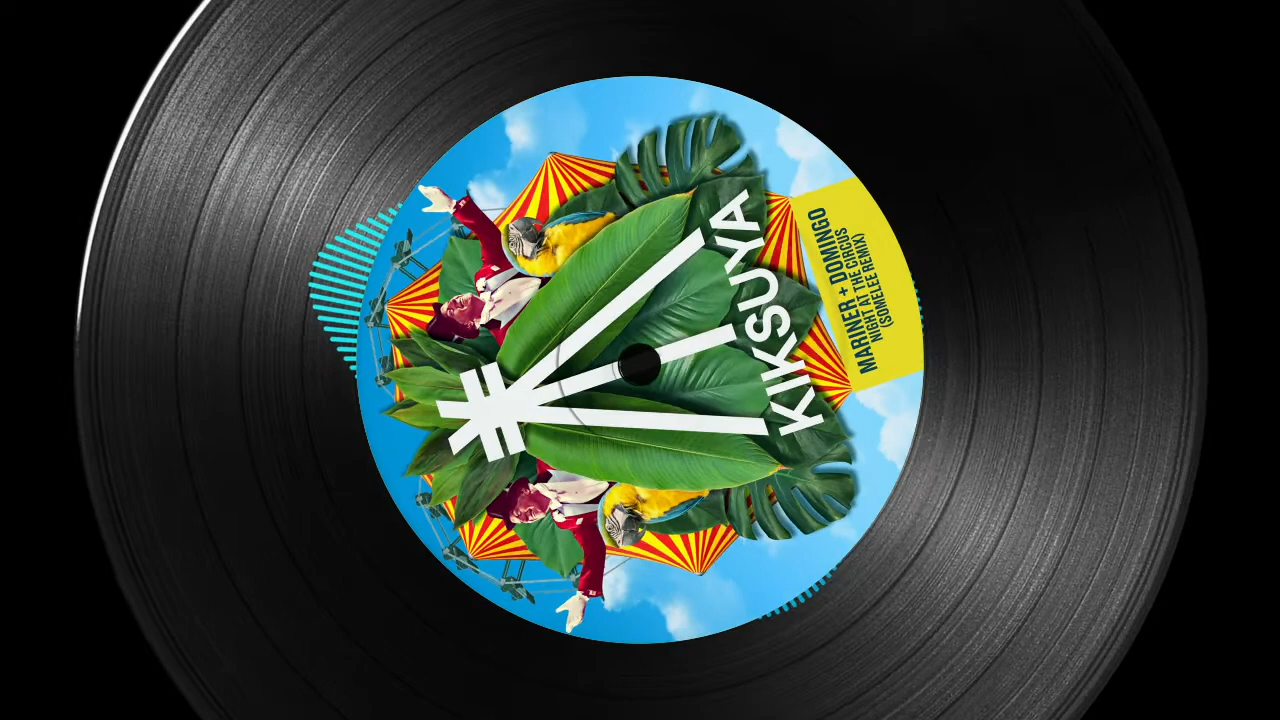 KIKSUYA
MARINER + DOMINGO
NIGHT AT THE CIRCUS
(SOMELEE REMIX)